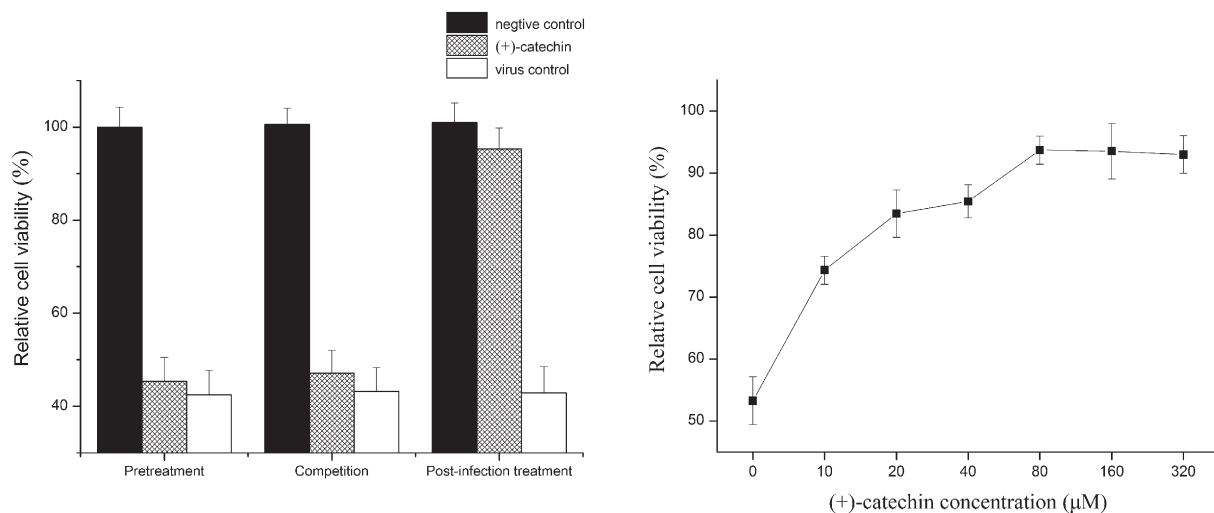 negtive control
(+)-catechin
virus control
Relative cell viability (%)
100
80
60
40
Pretreatment
Competition
Post-infection treatment
Relative cell viability (%)
100
90
80
70
60
50
0
10
20
40
80
160
320
(+)-catechin concentration (μM)